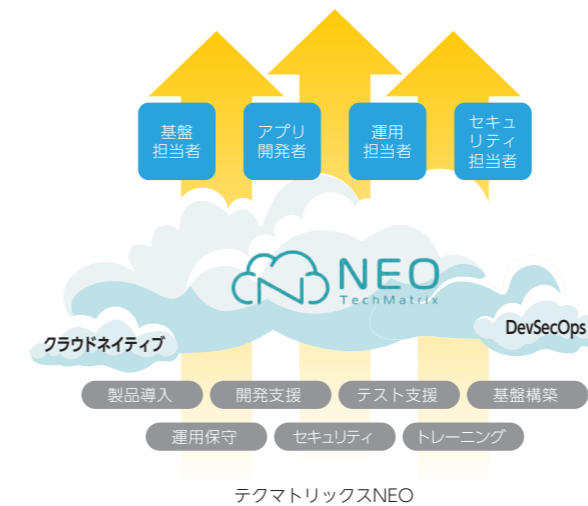 基盤
担当者
アプリ
開発者
運用
担当者
セキュ
リティ
担当者
NEO
TechMatrix
クラウドネイティブ
DevSecOps
製品導入
開発支援
テスト支援
基盤構築
運用保守
セキュリティ
トレーニング
テクマトリックスNEO